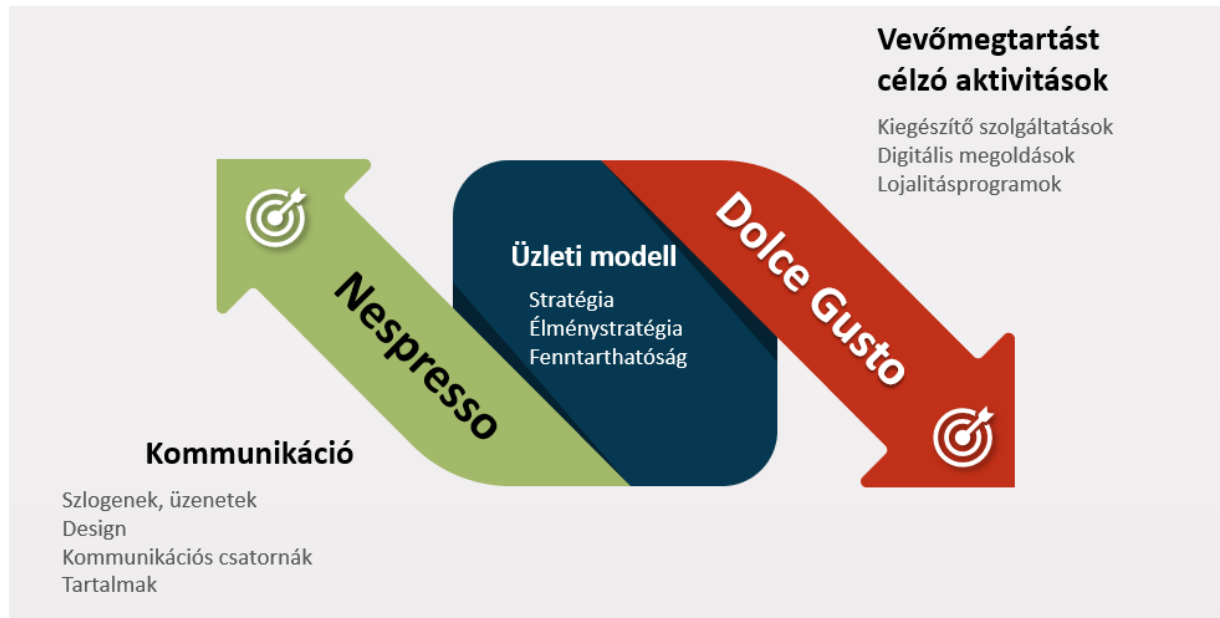 Vevőmegtartást
célzó aktivitások
Kiegészítő szolgáltatások
Digitális megoldások
Lojalitásprogramok
Dolce Gusto
Üzleti modell
Stratégia
Élménystratégia
Fenntarthatóság
Nespresso
Kommunikáció
Szlogenek, üzenetek
Design
Kommunikációs csatornák
Tartalmak